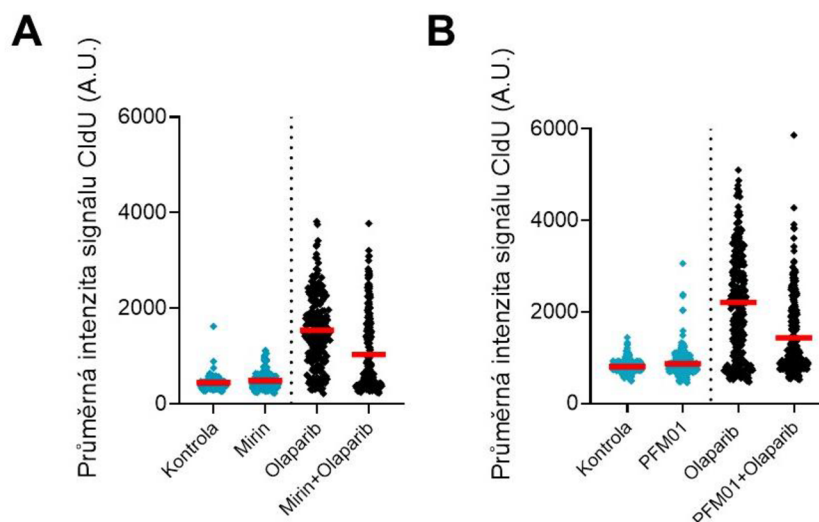 A
Průměrná intenzita signálu CldU (A.U.)
6000
4000
2000
0
Kontrola
Mirin
Olaparib
Mirin+Olaparib
B
Průměrná intenzita signálu CldU (A.U.)
6000
4000
2000
0
Kontrola
PFM01
Olaparib
PFM01+Olaparib